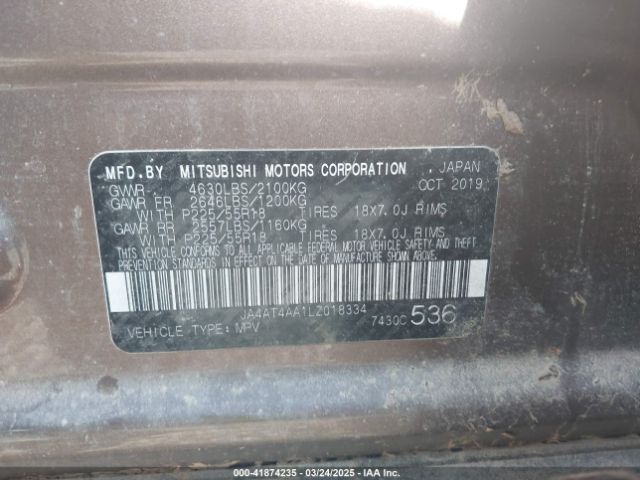 MFD.BY MITSUBISHI MOTORS CORPORATION , JAPAN
GVWR 4630LBS/2100KG OCT 2019
GAWR FR 2646LBS/1200KG
WITH P225/55R18 TIRES 18X7.0J RIMS
GAWR RR 2557LBS/1160KG
WITH P225/55R18 TIRES 18X7.0J RIMS
THIS VEHICLE CONFORMS TO ALL APPLICABLE FEDERAL MOTOR VEHICLE SAFETY AND THEFT
PREVENTION STANDARDS IN EFFECT ON THE DATE OF MANUFACTURE SHOWN ABOVE.
JA4AT4AA1LZ018334
7430C 536
VEHICLE TYPE: MPV
000-41874235 - 03/24/2025 - IAA Inc.